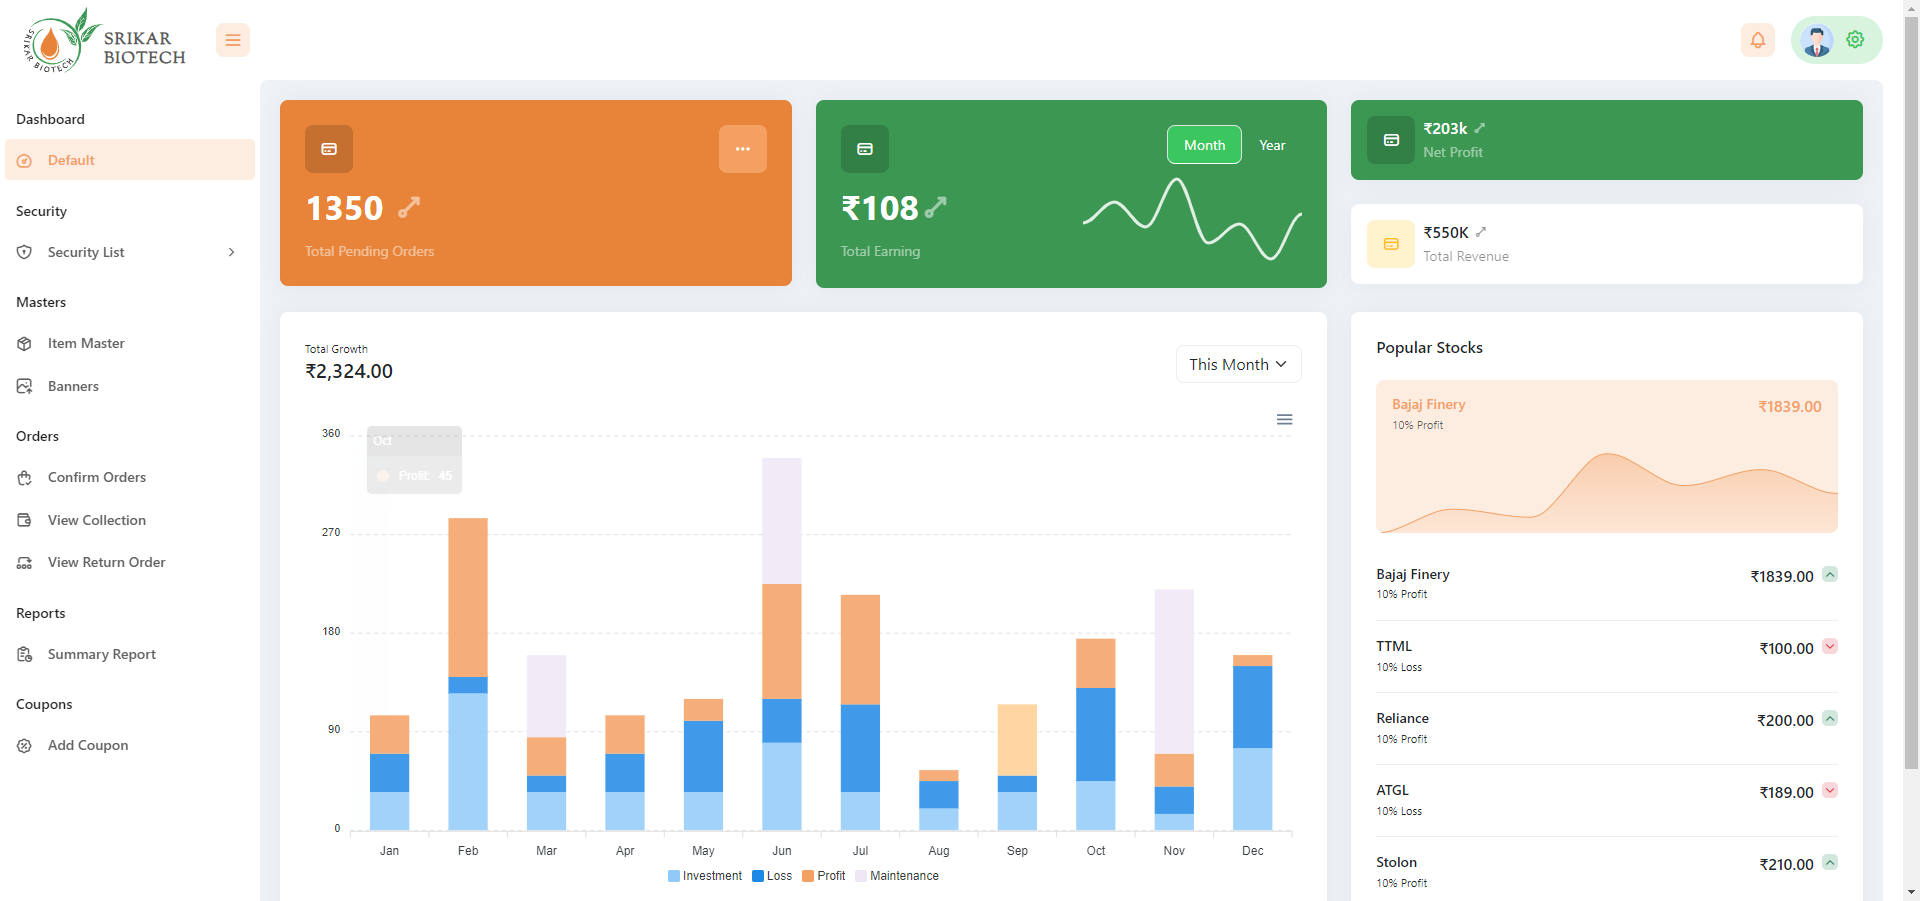 SRIKAR BIOTECH
SRIKAR
BIOTECH
Dashboard
Default
Security
Security List
Masters
Item Master
Banners
Orders
Confirm Orders
View Collection
View Return Order
Reports
Summary Report
Coupons
Add Coupon
1350
Total Pending Orders
Month
Year
₹108
Total Earning
₹203k
Net Profit
₹550K
Total Revenue
Total Growth
₹2,324.00
This Month
360
270
180
90
0
Oct
Profit: 45
Jan Feb Mar Apr May Jun Jul Aug Sep Oct Nov Dec
Investment Loss Profit Maintenance
Popular Stocks
Bajaj Finery ₹1839.00
10% Profit
Bajaj Finery ₹1839.00
10% Profit
TTML ₹100.00
10% Loss
Reliance ₹200.00
10% Profit
ATGL ₹189.00
10% Loss
Stolon ₹210.00
10% Profit